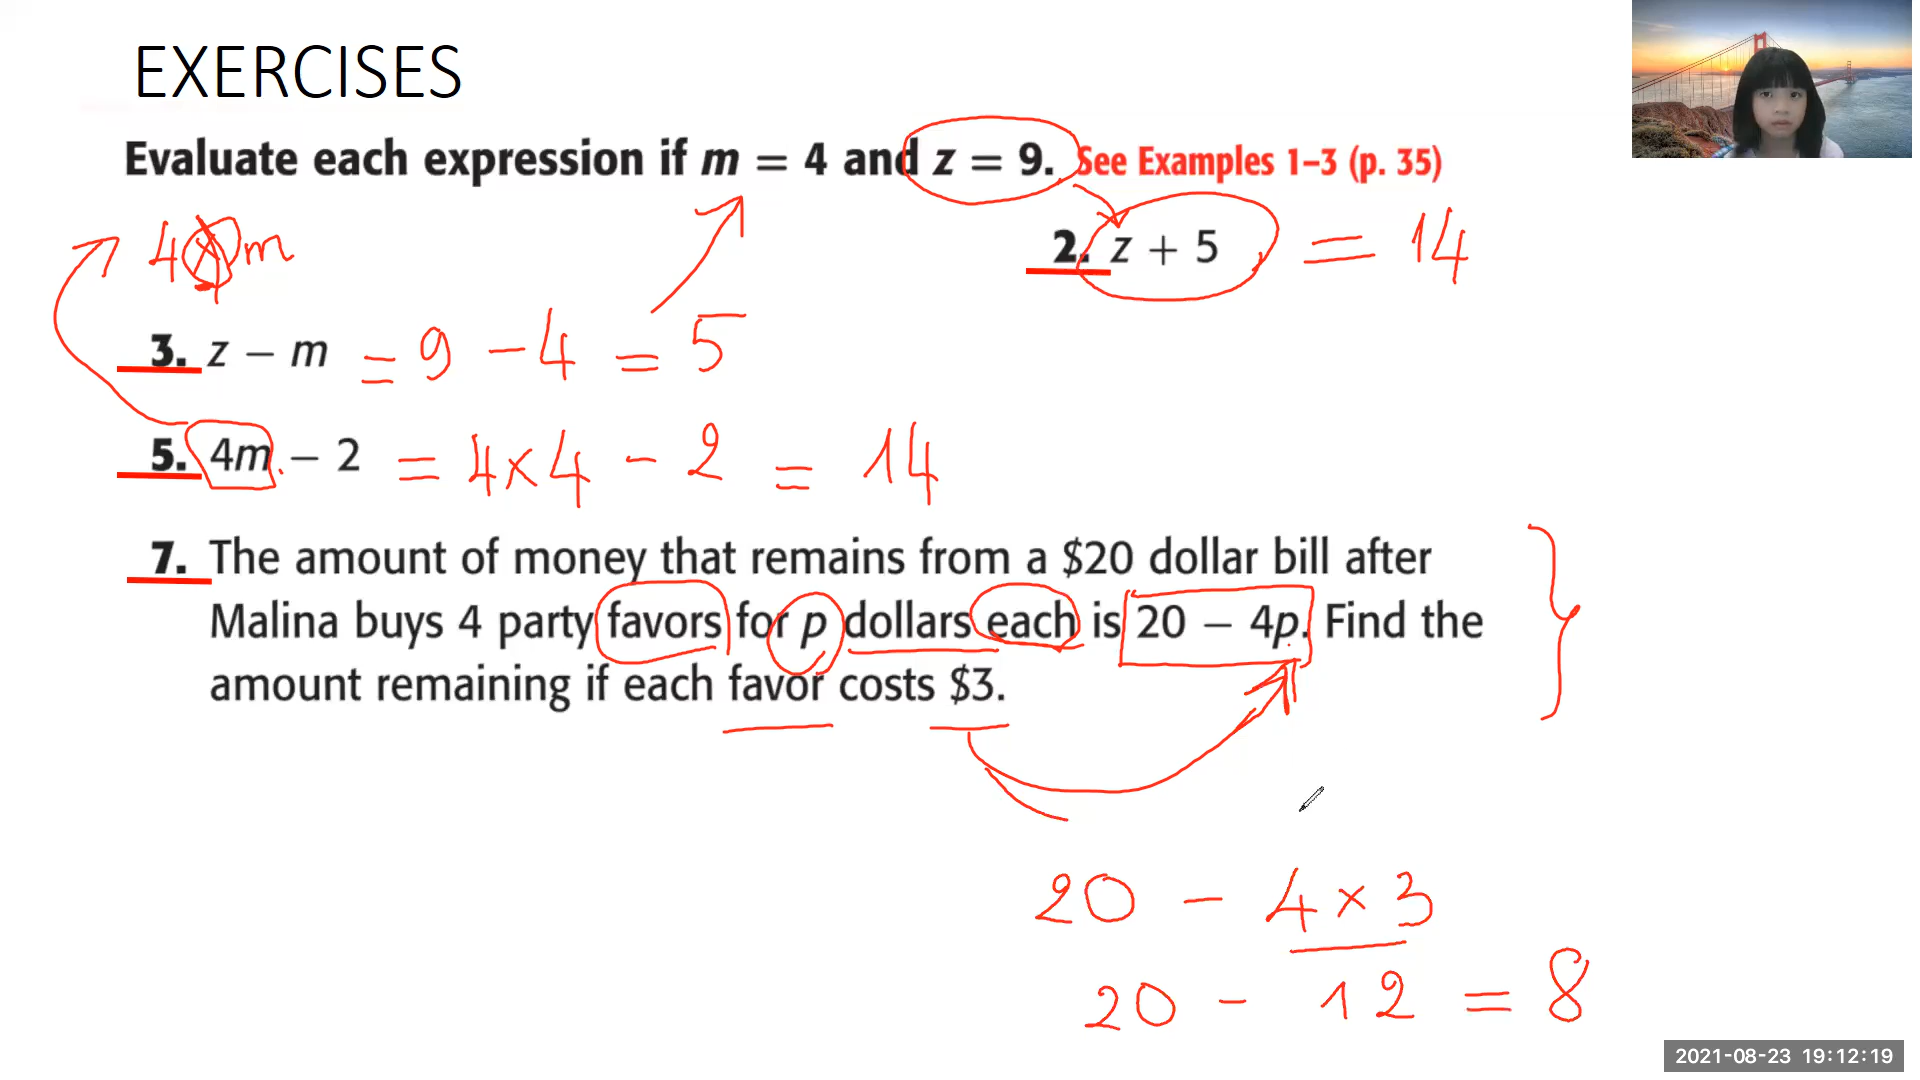 EXERCISES
Evaluate each expression if m = 4 and z = 9. See Examples 1–3 (p. 35)
4 × m
2. z + 5 = 14
3. z – m = 9 – 4 = 5
5. 4m – 2 = 4×4 – 2 = 14
7. The amount of money that remains from a $20 dollar bill after
Malina buys 4 party favors for p dollars each is 20 – 4p. Find the
amount remaining if each favor costs $3.
20 – 4 × 3
20 – 12 = 8
2021-08-23 19:12:19